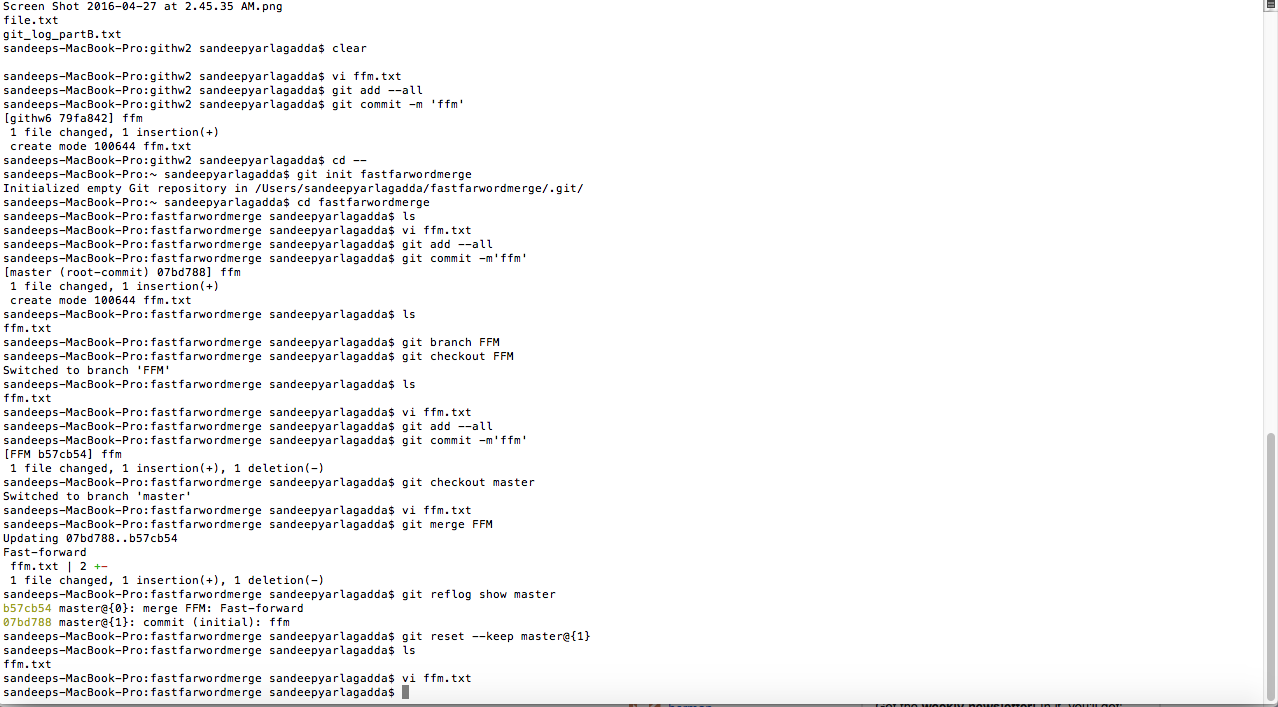 Screen Shot 2016-04-27 at 2.45.35 AM.png
file.txt
git_log_partB.txt
sandeeps-MacBook-Pro:githw2 sandeepyarlagadda$ clear
sandeeps-MacBook-Pro:githw2 sandeepyarlagadda$ vi ffm.txt
sandeeps-MacBook-Pro:githw2 sandeepyarlagadda$ git add --all
sandeeps-MacBook-Pro:githw2 sandeepyarlagadda$ git commit -m 'ffm'
[githw6 79fa842] ffm
 1 file changed, 1 insertion(+)
 create mode 100644 ffm.txt
sandeeps-MacBook-Pro:githw2 sandeepyarlagadda$ cd --
sandeeps-MacBook-Pro:~ sandeepyarlagadda$ git init fastfarwordmerge
Initialized empty Git repository in /Users/sandeepyarlagadda/fastfarwordmerge/.git/
sandeeps-MacBook-Pro:~ sandeepyarlagadda$ cd fastfarwordmerge
sandeeps-MacBook-Pro:fastfarwordmerge sandeepyarlagadda$ ls
sandeeps-MacBook-Pro:fastfarwordmerge sandeepyarlagadda$ vi ffm.txt
sandeeps-MacBook-Pro:fastfarwordmerge sandeepyarlagadda$ git add --all
sandeeps-MacBook-Pro:fastfarwordmerge sandeepyarlagadda$ git commit -m'ffm'
[master (root-commit) 07bd788] ffm
 1 file changed, 1 insertion(+)
 create mode 100644 ffm.txt
sandeeps-MacBook-Pro:fastfarwordmerge sandeepyarlagadda$ ls
ffm.txt
sandeeps-MacBook-Pro:fastfarwordmerge sandeepyarlagadda$ git branch FFM
sandeeps-MacBook-Pro:fastfarwordmerge sandeepyarlagadda$ git checkout FFM
Switched to branch 'FFM'
sandeeps-MacBook-Pro:fastfarwordmerge sandeepyarlagadda$ ls
ffm.txt
sandeeps-MacBook-Pro:fastfarwordmerge sandeepyarlagadda$ vi ffm.txt
sandeeps-MacBook-Pro:fastfarwordmerge sandeepyarlagadda$ git add --all
sandeeps-MacBook-Pro:fastfarwordmerge sandeepyarlagadda$ git commit -m'ffm'
[FFM b57cb54] ffm
 1 file changed, 1 insertion(+), 1 deletion(-)
sandeeps-MacBook-Pro:fastfarwordmerge sandeepyarlagadda$ git checkout master
Switched to branch 'master'
sandeeps-MacBook-Pro:fastfarwordmerge sandeepyarlagadda$ vi ffm.txt
sandeeps-MacBook-Pro:fastfarwordmerge sandeepyarlagadda$ git merge FFM
Updating 07bd788..b57cb54
Fast-forward
 ffm.txt | 2 +-
 1 file changed, 1 insertion(+), 1 deletion(-)
sandeeps-MacBook-Pro:fastfarwordmerge sandeepyarlagadda$ git reflog show master
b57cb54 master@{0}: merge FFM: Fast-forward
07bd788 master@{1}: commit (initial): ffm
sandeeps-MacBook-Pro:fastfarwordmerge sandeepyarlagadda$ git reset --keep master@{1}
sandeeps-MacBook-Pro:fastfarwordmerge sandeepyarlagadda$ ls
ffm.txt
sandeeps-MacBook-Pro:fastfarwordmerge sandeepyarlagadda$ vi ffm.txt
sandeeps-MacBook-Pro:fastfarwordmerge sandeepyarlagadda$